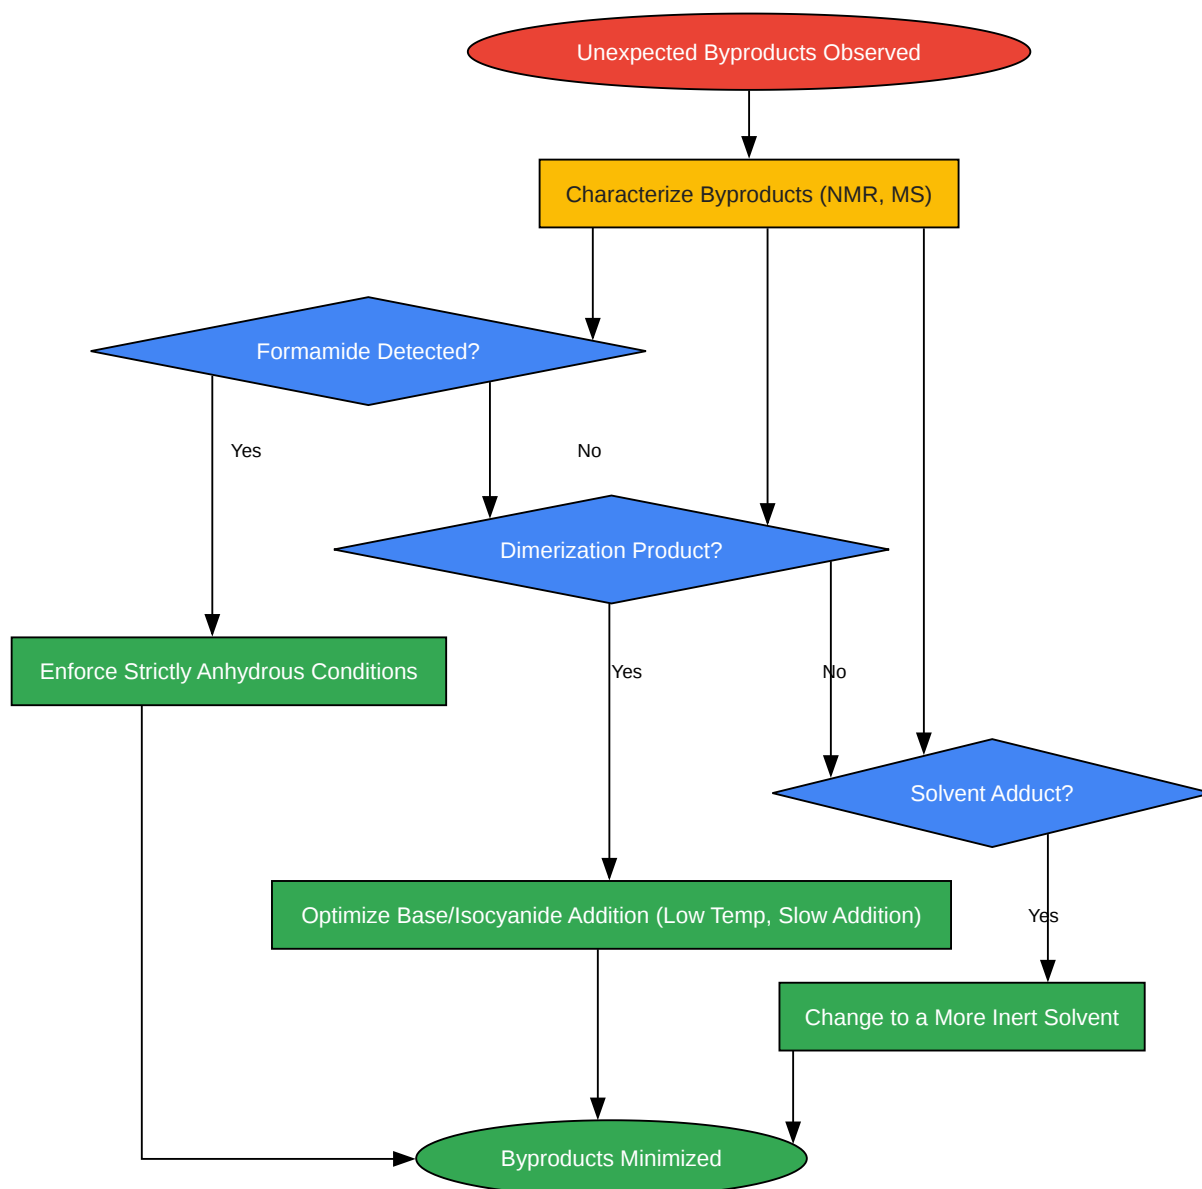 Unexpected Byproducts Observed
Characterize Byproducts (NMR, MS)
Formamide Detected?
Yes
No
Dimerization Product?
Enforce Strictly Anhydrous Conditions
Yes
No
Solvent Adduct?
Optimize Base/Isocyanide Addition (Low Temp, Slow Addition)
Yes
Change to a More Inert Solvent
Byproducts Minimized